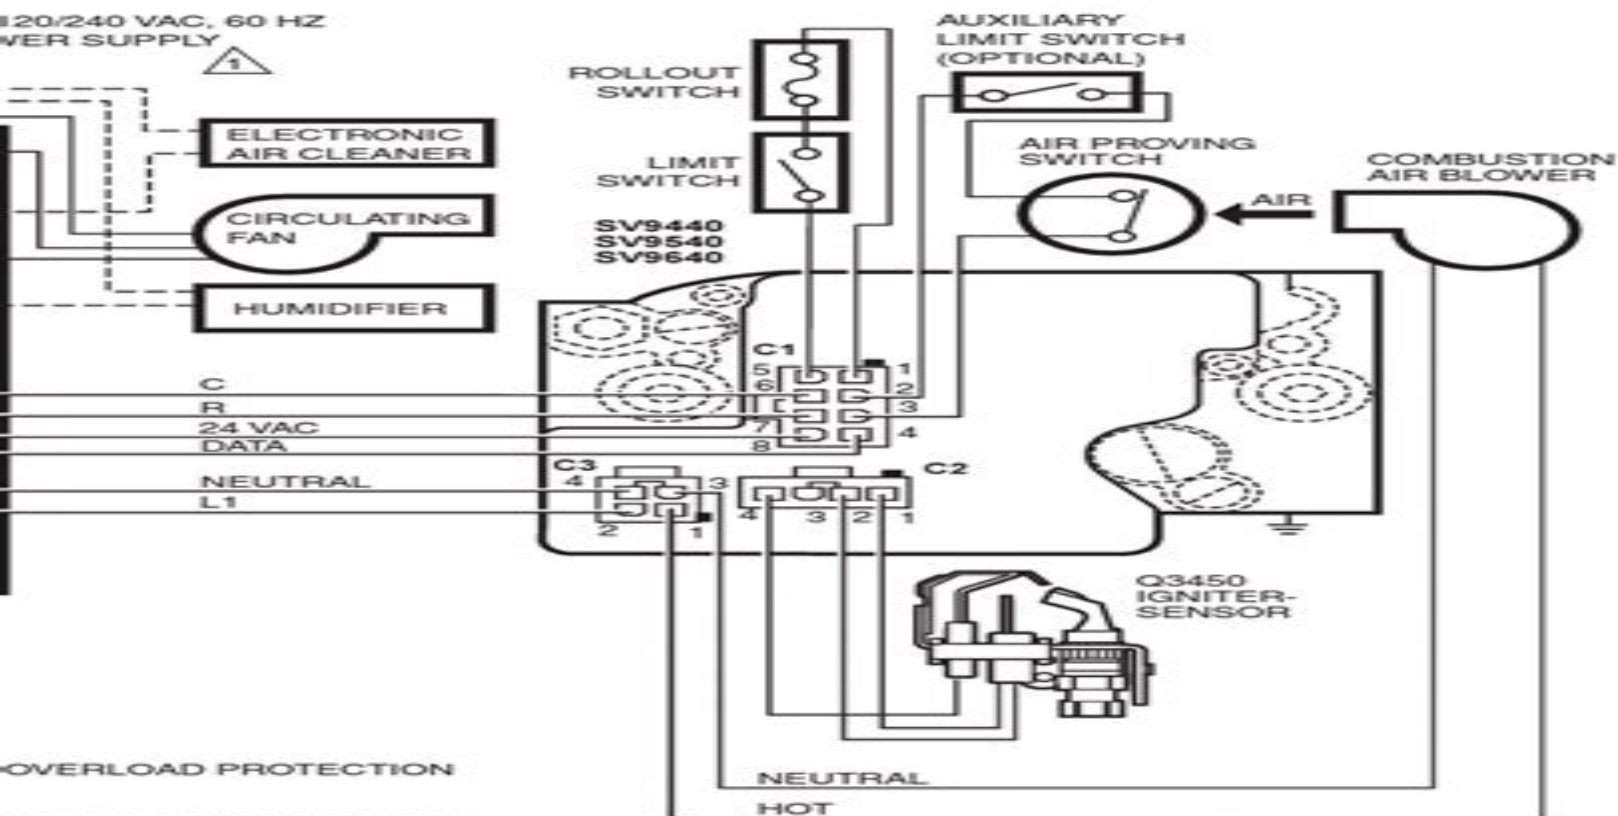 120/240 VAC, 60 HZ
WER SUPPLY
1
ELECTRONIC
AIR CLEANER
CIRCULATING
FAN
HUMIDIFIER
ROLLOUT
SWITCH
LIMIT
SWITCH
AUXILIARY
LIMIT SWITCH
(OPTIONAL)
AIR PROVING
SWITCH
AIR
COMBUSTION
AIR BLOWER
SV9440
SV9540
SV9640
C1
5
6
7
8
1
2
3
4
C
R
24 VAC
DATA
NEUTRAL
L1
C3
4
3
2
1
C2
4
3
2
1
Q3450
IGNITER-
SENSOR
OVERLOAD PROTECTION
NEUTRAL
HOT